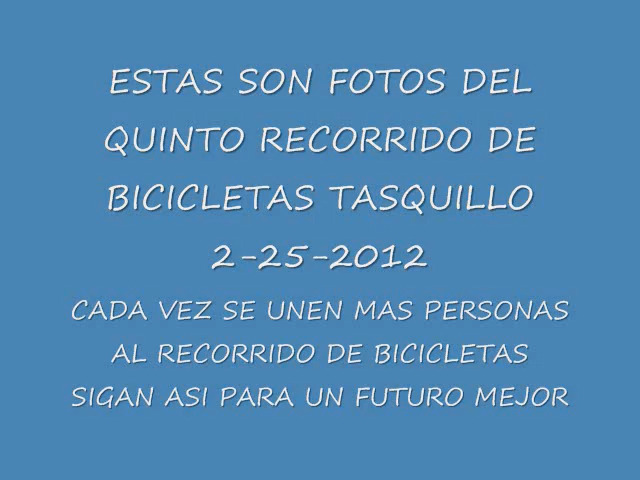 ESTAS SON FOTOS DEL
QUINTO RECORRIDO DE
BICICLETAS TASQUILLO
2-25-2012
CADA VEZ SE UNEN MAS PERSONAS
AL RECORRIDO DE BICICLETAS
SIGAN ASI PARA UN FUTURO MEJOR